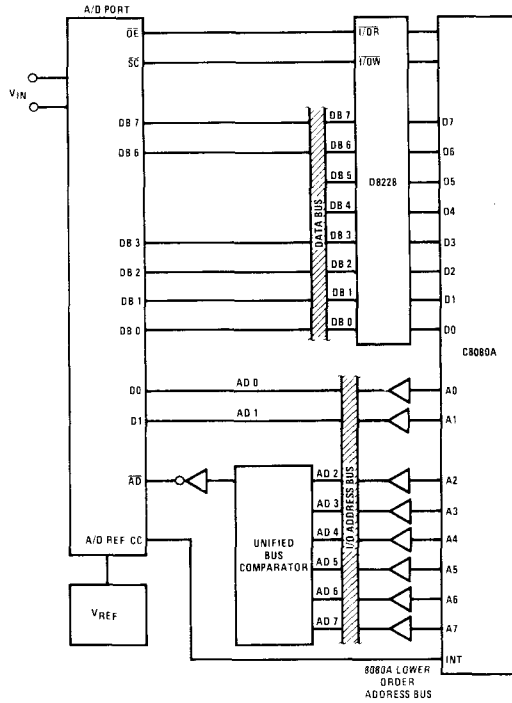 A/D PORT
OE
SC
VIN
DB 7
DB 6
DB 3
DB 2
DB 1
DB 0
D0
D1
AD
A/D REF CC
VREF
DATA BUS
I/OR
I/OW
DB 7
DB 6
DB 5
DB 4
DB 3
DB 2
DB 1
DB 0
D8228
D7
D6
D5
D4
D3
D2
D1
D0
C8080A
AD 0
AD 1
UNIFIED
BUS
COMPARATOR
AD 2
AD 3
AD 4
AD 5
AD 6
AD 7
I/O ADDRESS BUS
A0
A1
A2
A3
A4
A5
A6
A7
INT
8080A LOWER
ORDER
ADDRESS BUS